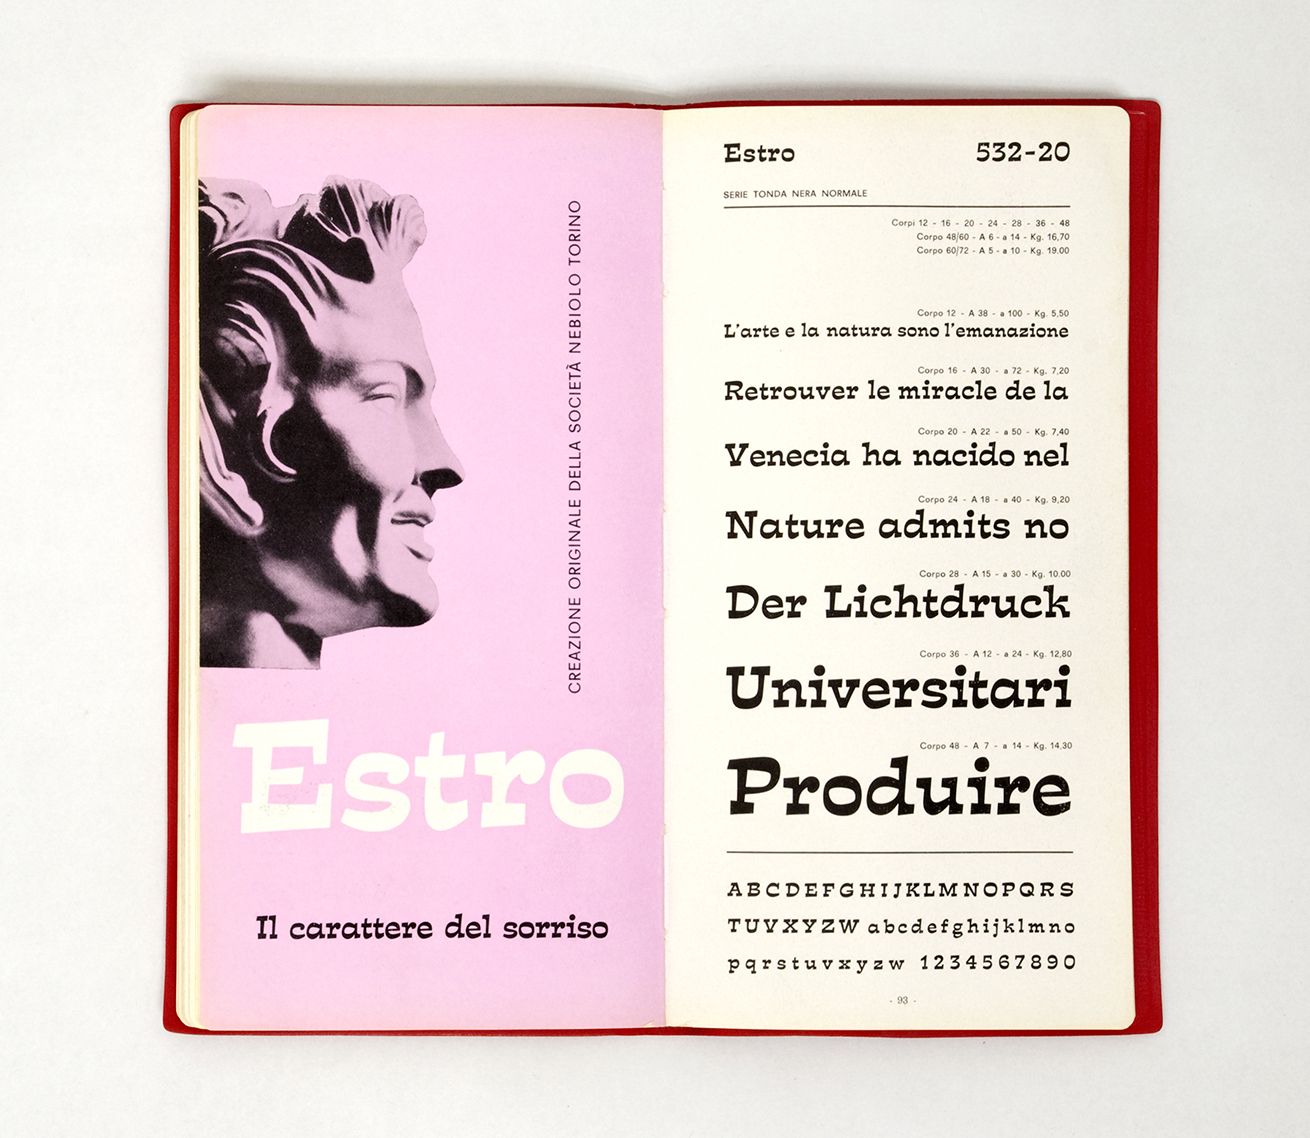 CREAZIONE ORIGINALE DELLA SOCIETÀ NEBIOLO TORINO
Estro
Il carattere del sorriso
Estro 532-20
SERIE TONDA NERA NORMALE
Corpi 12 - 16 - 20 - 24 - 28 - 36 - 48
Corpo 48/60 - A 6 - a 14 - Kg. 16,70
Corpo 60/72 - A 5 - a 10 - Kg. 19.00
Corpo 12 - A 38 - a 100 - Kg. 5,50
L'arte e la natura sono l'emanazione
Corpo 16 - A 30 - a 72 - Kg. 7,20
Retrouver le miracle de la
Corpo 20 - A 22 - a 50 - Kg. 7,40
Venecia ha nacido nel
Corpo 24 - A 18 - a 40 - Kg. 9,20
Nature admits no
Corpo 28 - A 15 - a 30 - Kg. 10.00
Der Lichtdruck
Corpo 36 - A 12 - a 24 - Kg. 12,80
Universitari
Corpo 48 - A 7 - a 14 - Kg. 14,30
Produire
ABCDEFGHIJKLMNOPQRS
TUVXYZW abcdefghijklmno
pqrstuvxyzw 1234567890
- 93 -